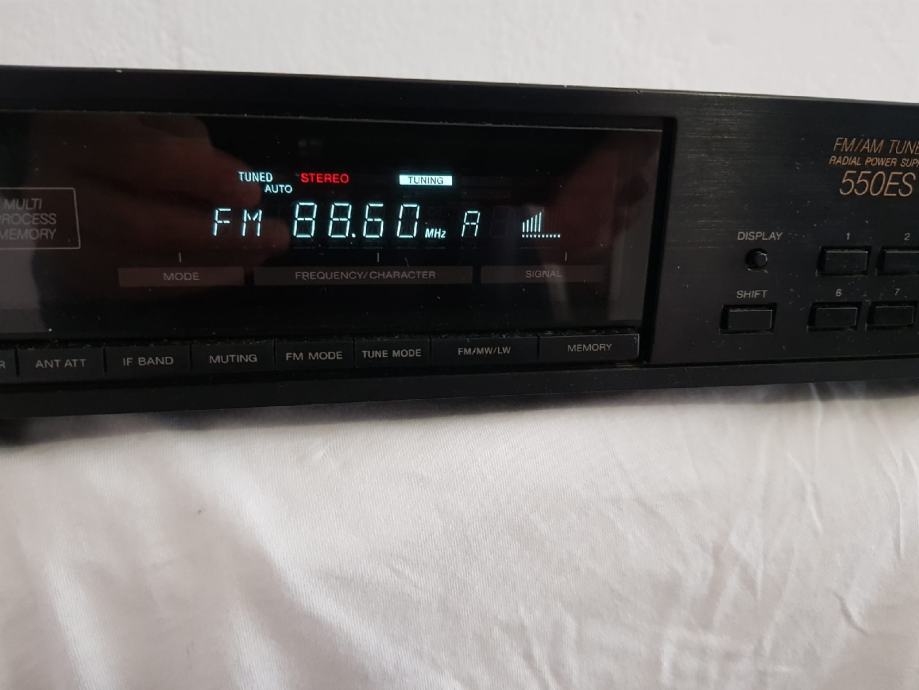 MULTI
PROCESS
MEMORY
TUNED
AUTO
STEREO
TUNING
FM 88.60 MHz A
MODE
FREQUENCY/CHARACTER
SIGNAL
R
ANT ATT
IF BAND
MUTING
FM MODE
TUNE MODE
FM/MW/LW
MEMORY
FM/AM TUNE
RADIAL POWER SUP
550ES
DISPLAY
1
2
SHIFT
6
7